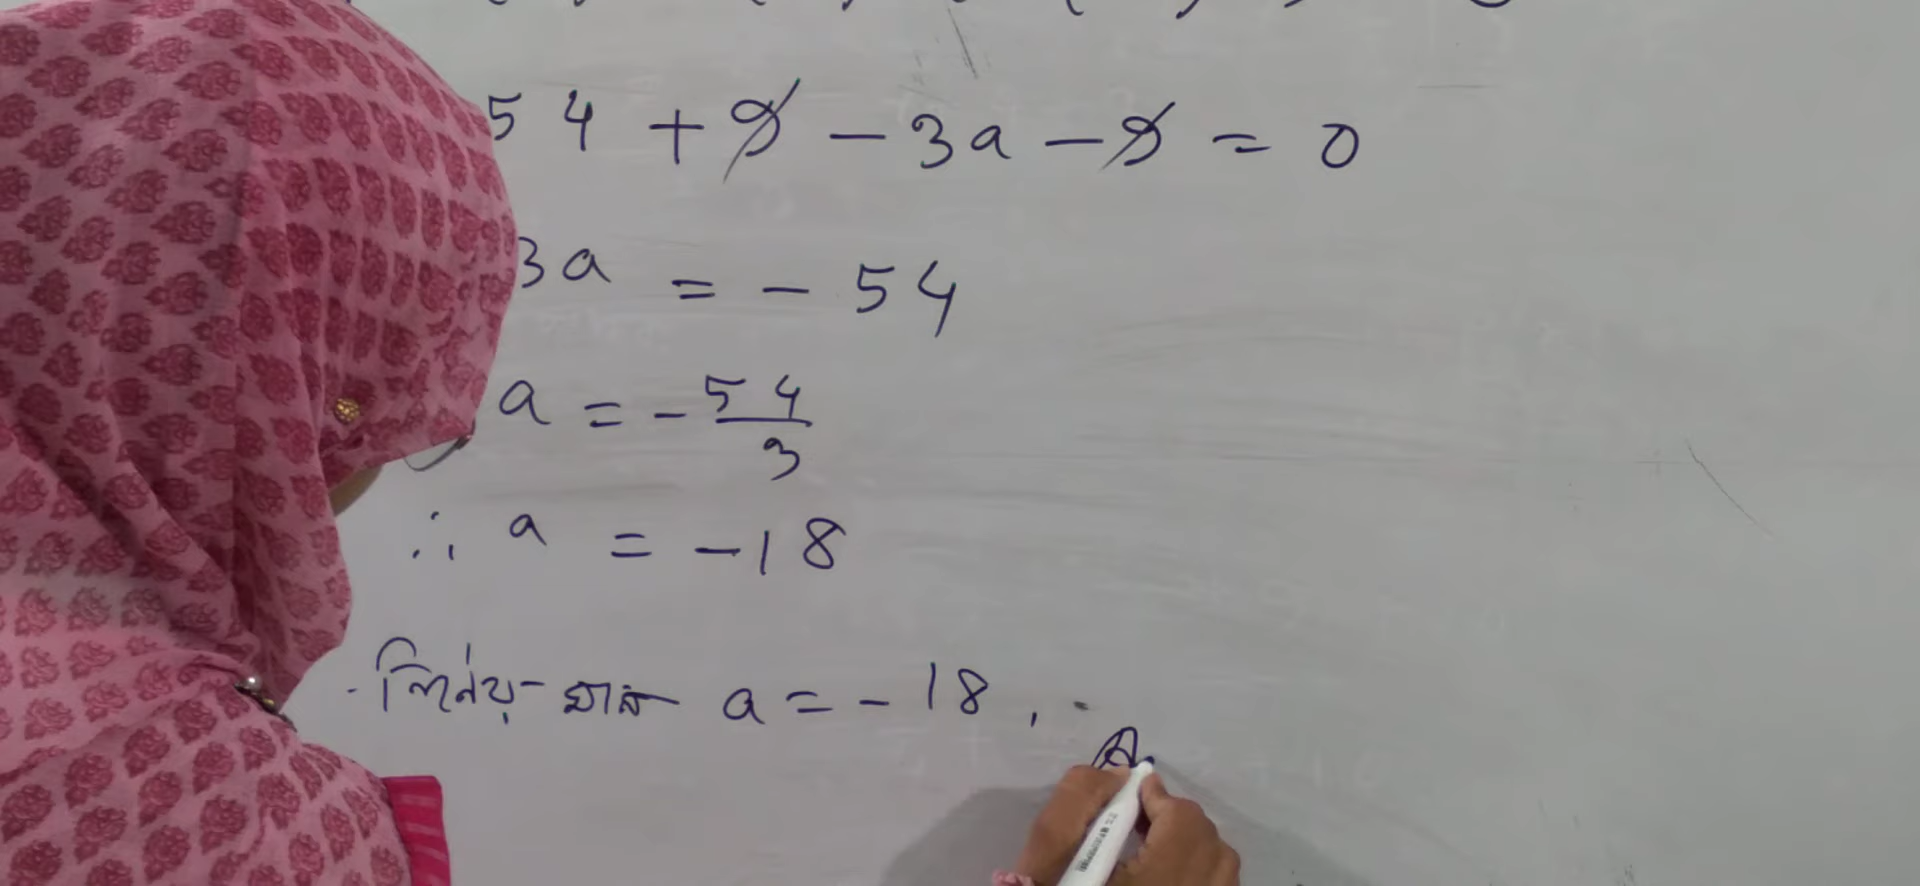 54 + 9 - 3a - 9 = 0
3a = - 54
a = - 54/3
∴ a = - 18
নির্ণেয় মান a = - 18,
A